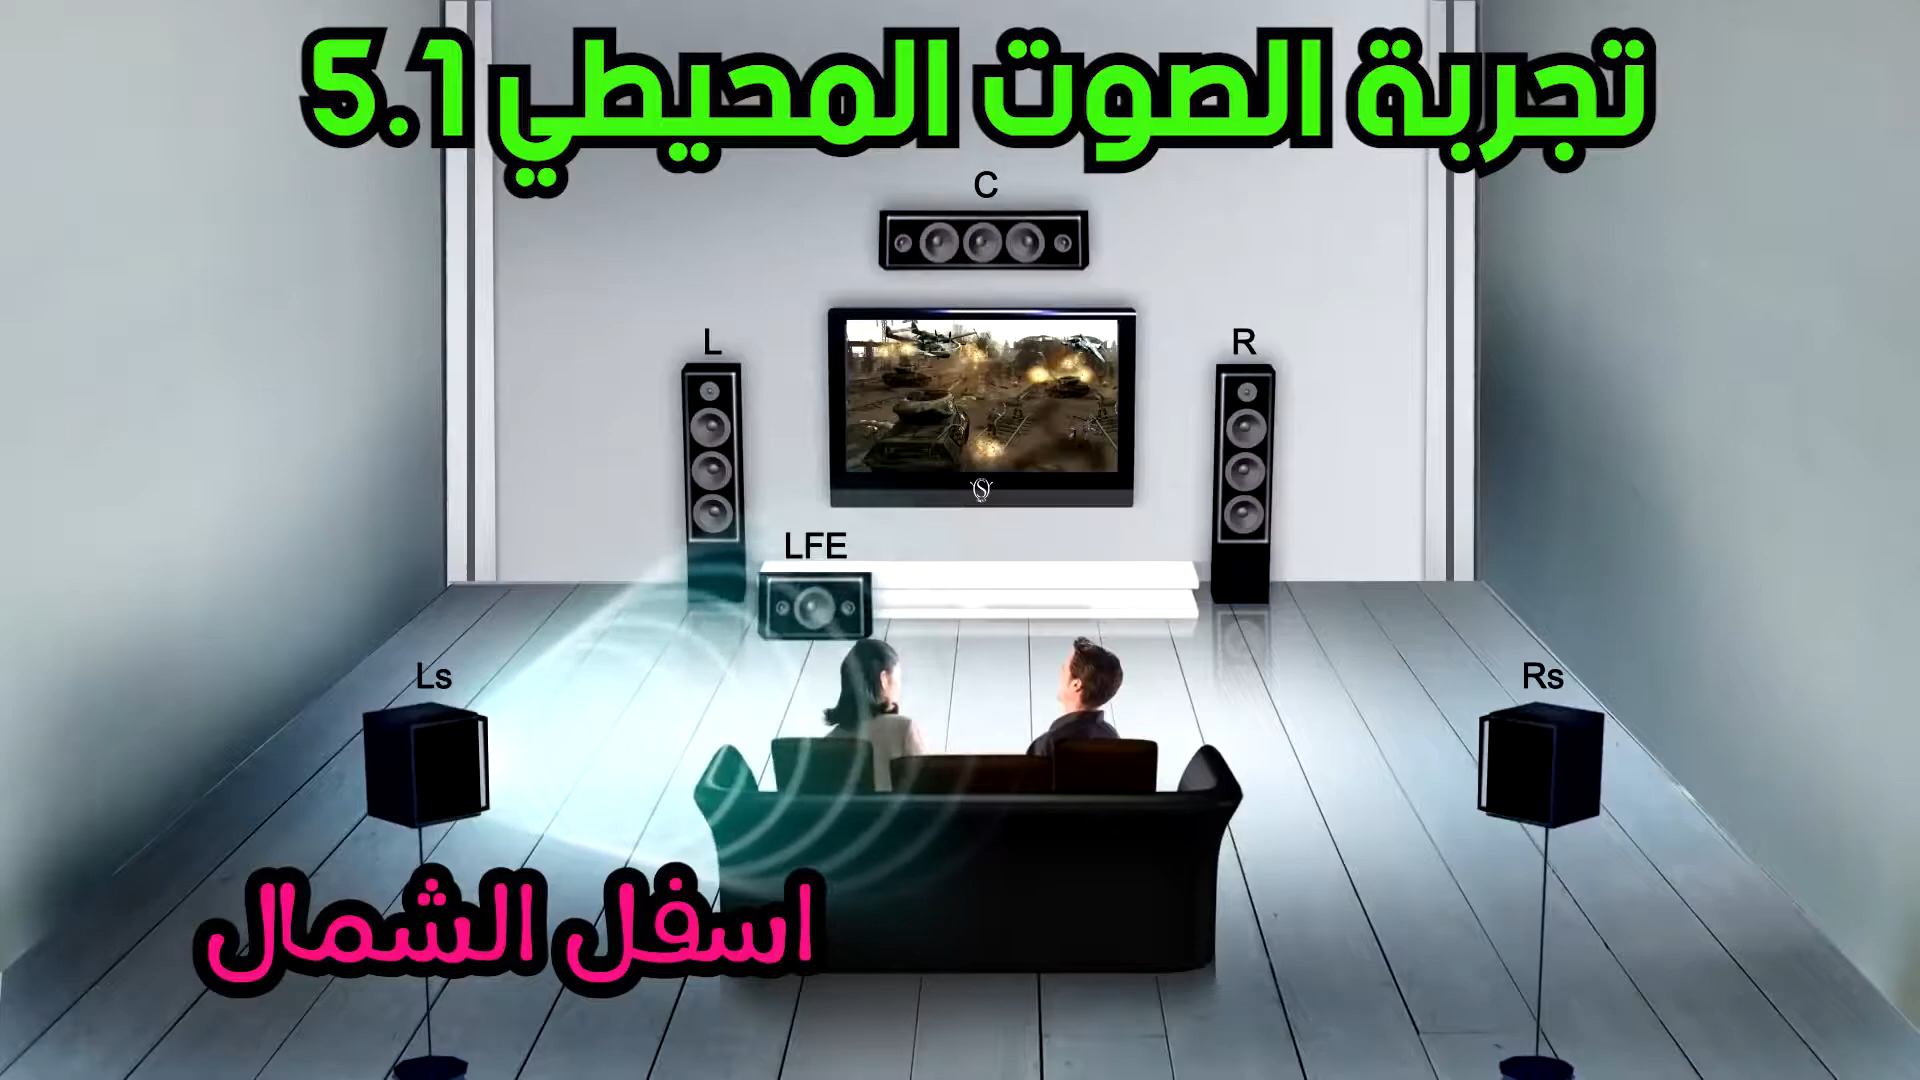 تجربة الصوت المحيطي 5.1
C
L
R
LFE
Ls
Rs
اسفل الشمال